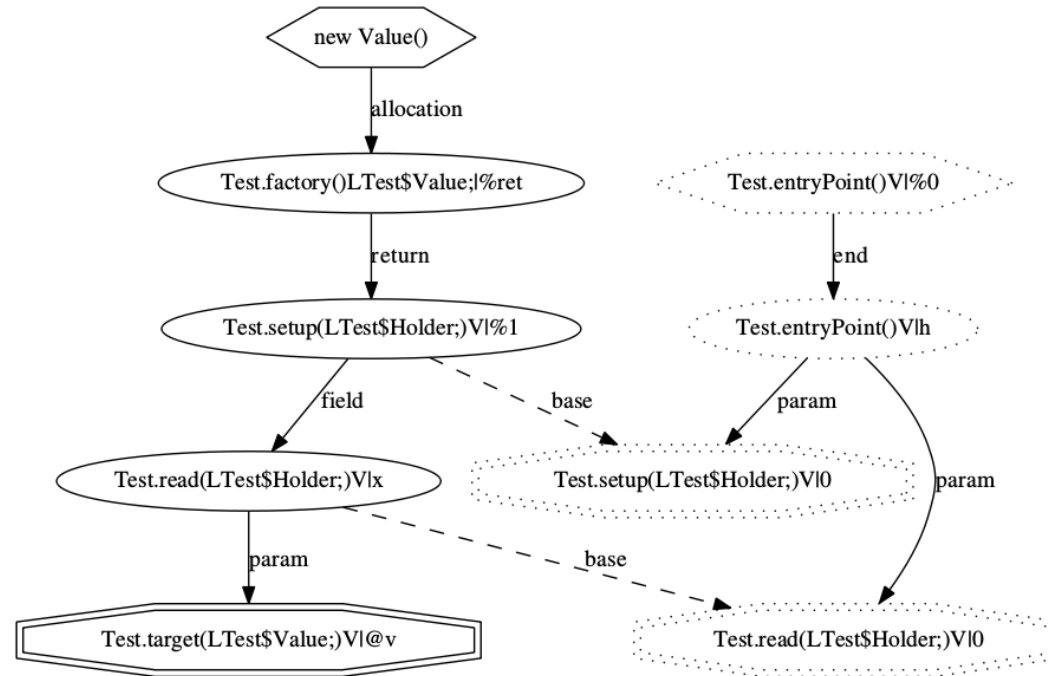 new Value()
allocation
Test.factory()LTest$Value;|%ret
Test.entryPoint()V|%0
return
end
Test.setup(LTest$Holder;)V|%1
Test.entryPoint()V|h
field
base
param
Test.read(LTest$Holder;)V|x
Test.setup(LTest$Holder;)V|0
param
param
base
Test.target(LTest$Value;)V|@v
Test.read(LTest$Holder;)V|0